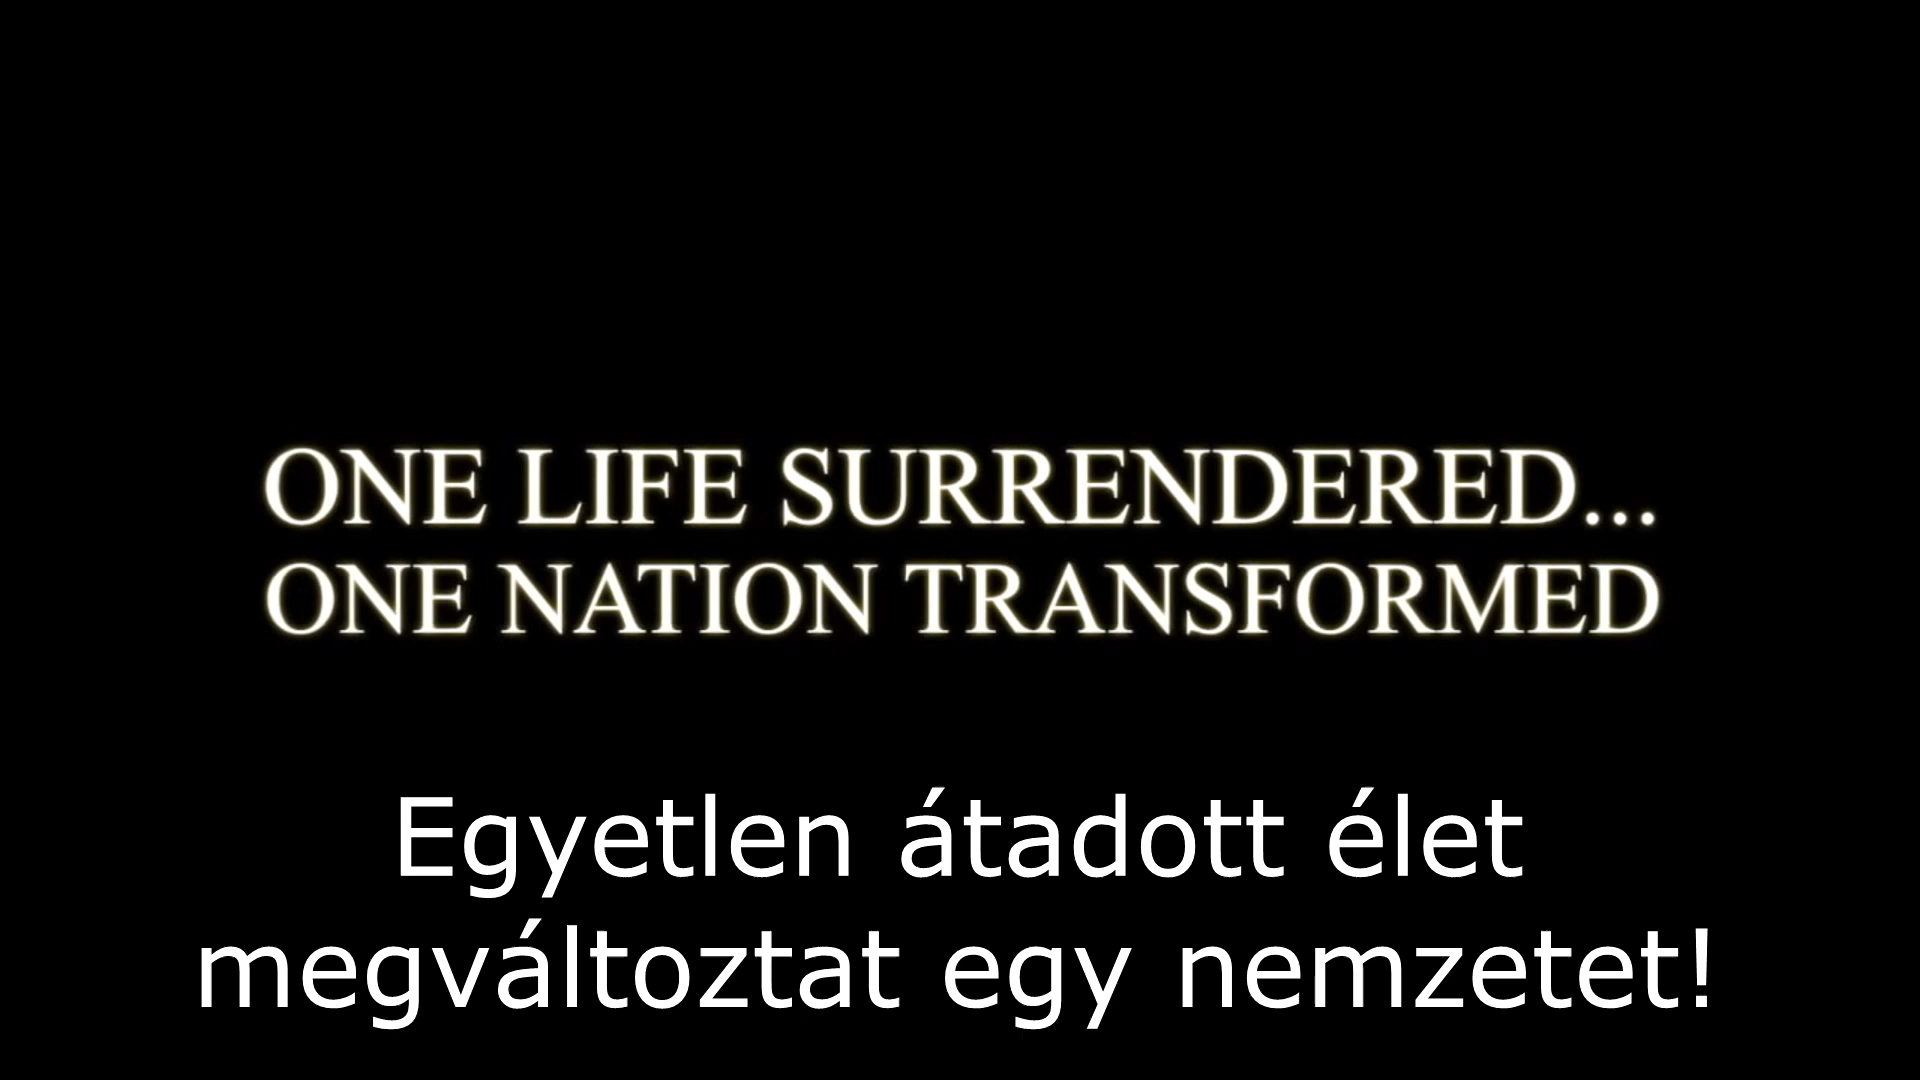 ONE LIFE SURRENDERED...
ONE NATION TRANSFORMED
Egyetlen átadott élet
megváltoztat egy nemzetet!